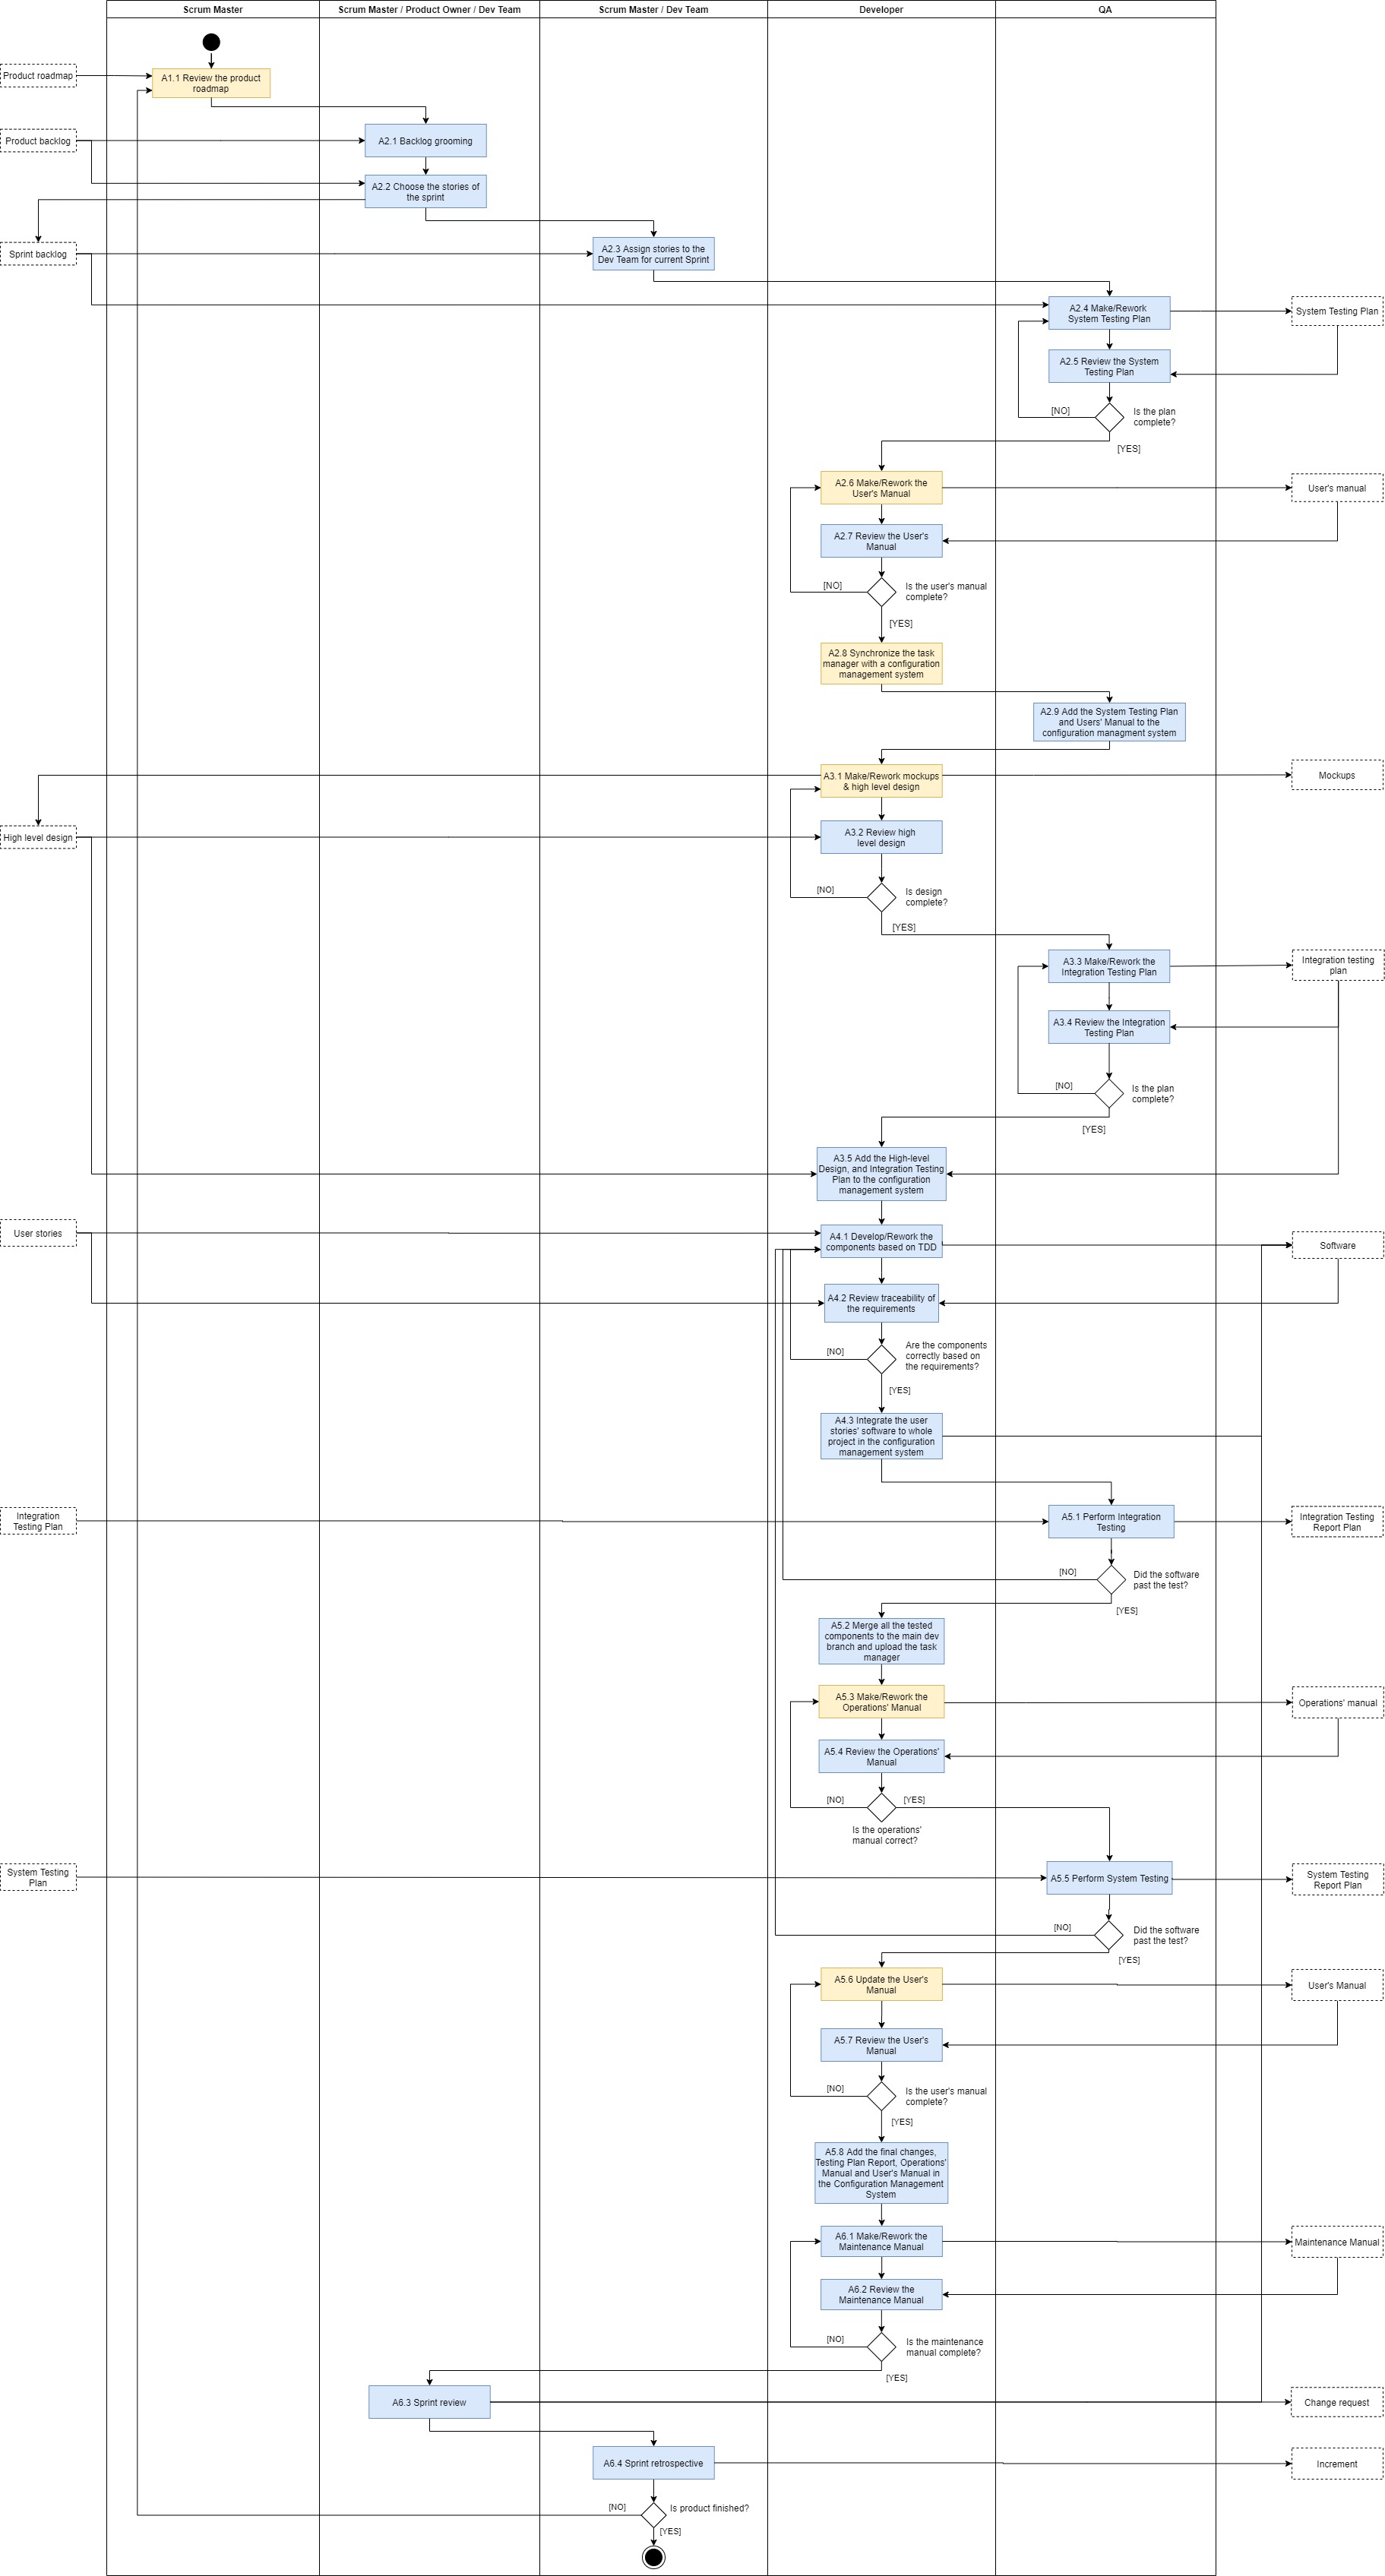 Scrum Master
Scrum Master / Product Owner / Dev Team
Scrum Master / Dev Team
Developer
QA
Product roadmap
A1.1 Review the product
roadmap
Product backlog
A2.1 Backlog grooming
A2.2 Choose the stories of
the sprint
Sprint backlog
A2.3 Assign stories to the
Dev Team for current Sprint
A2.4 Make/Rework
System Testing Plan
System Testing Plan
A2.5 Review the System
Testing Plan
[NO]
Is the plan
complete?
[YES]
A2.6 Make/Rework the
User's Manual
User's manual
A2.7 Review the User's
Manual
[NO]
Is the user's manual
complete?
[YES]
A2.8 Synchronize the task
manager with a configuration
management system
A2.9 Add the System Testing Plan
and Users' Manual to the
configuration managment system
A3.1 Make/Rework mockups
& high level design
Mockups
High level design
A3.2 Review high
level design
[NO]
Is design
complete?
[YES]
A3.3 Make/Rework the
Integration Testing Plan
Integration testing
plan
A3.4 Review the Integration
Testing Plan
[NO]
Is the plan
complete?
[YES]
A3.5 Add the High-level
Design, and Integration Testing
Plan to the configuration
management system
User stories
A4.1 Develop/Rework the
components based on TDD
Software
A4.2 Review traceability of
the requirements
[NO]
Are the components
correctly based on
the requirements?
[YES]
A4.3 Integrate the user
stories' software to whole
project in the configuration
management system
Integration
Testing Plan
A5.1 Perform Integration
Testing
Integration Testing
Report Plan
[NO]
Did the software
past the test?
[YES]
A5.2 Merge all the tested
components to the main dev
branch and upload the task
manager
A5.3 Make/Rework the
Operations' Manual
Operations' manual
A5.4 Review the Operations'
Manual
[NO]
[YES]
Is the operations'
manual correct?
System Testing
Plan
A5.5 Perform System Testing
System Testing
Report Plan
[NO]
Did the software
past the test?
[YES]
A5.6 Update the User's
Manual
User's Manual
A5.7 Review the User's
Manual
[NO]
Is the user's manual
complete?
[YES]
A5.8 Add the final changes,
Testing Plan Report, Operations'
Manual and User's Manual in
the Configuration Management
System
A6.1 Make/Rework the
Maintenance Manual
Maintenance Manual
A6.2 Review the
Maintenance Manual
[NO]
Is the maintenance
manual complete?
[YES]
A6.3 Sprint review
Change request
A6.4 Sprint retrospective
Increment
[NO]
Is product finished?
[YES]